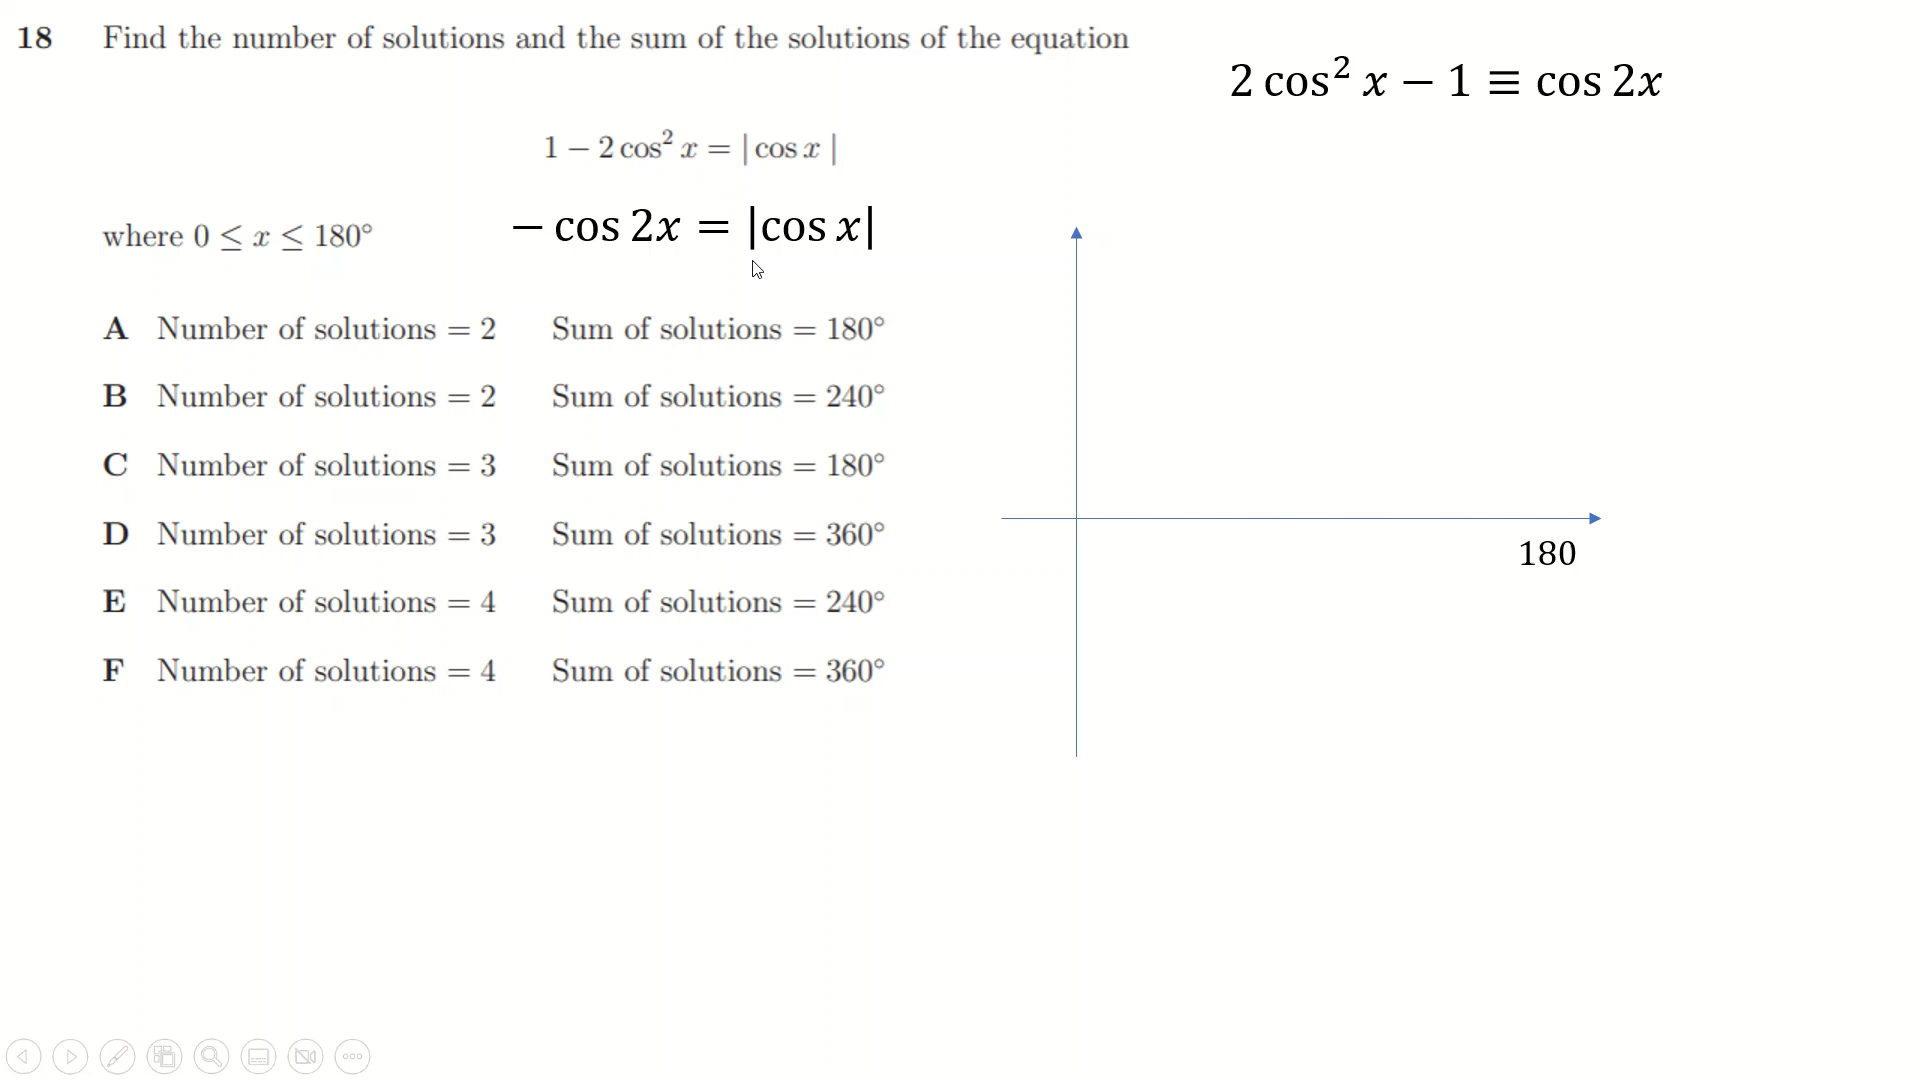 18 Find the number of solutions and the sum of the solutions of the equation
2 cos² x − 1 ≡ cos 2x
1 − 2 cos² x = | cos x |
where 0 ≤ x ≤ 180°
− cos 2x = |cos x|
A Number of solutions = 2 Sum of solutions = 180°
B Number of solutions = 2 Sum of solutions = 240°
C Number of solutions = 3 Sum of solutions = 180°
D Number of solutions = 3 Sum of solutions = 360°
E Number of solutions = 4 Sum of solutions = 240°
F Number of solutions = 4 Sum of solutions = 360°
180